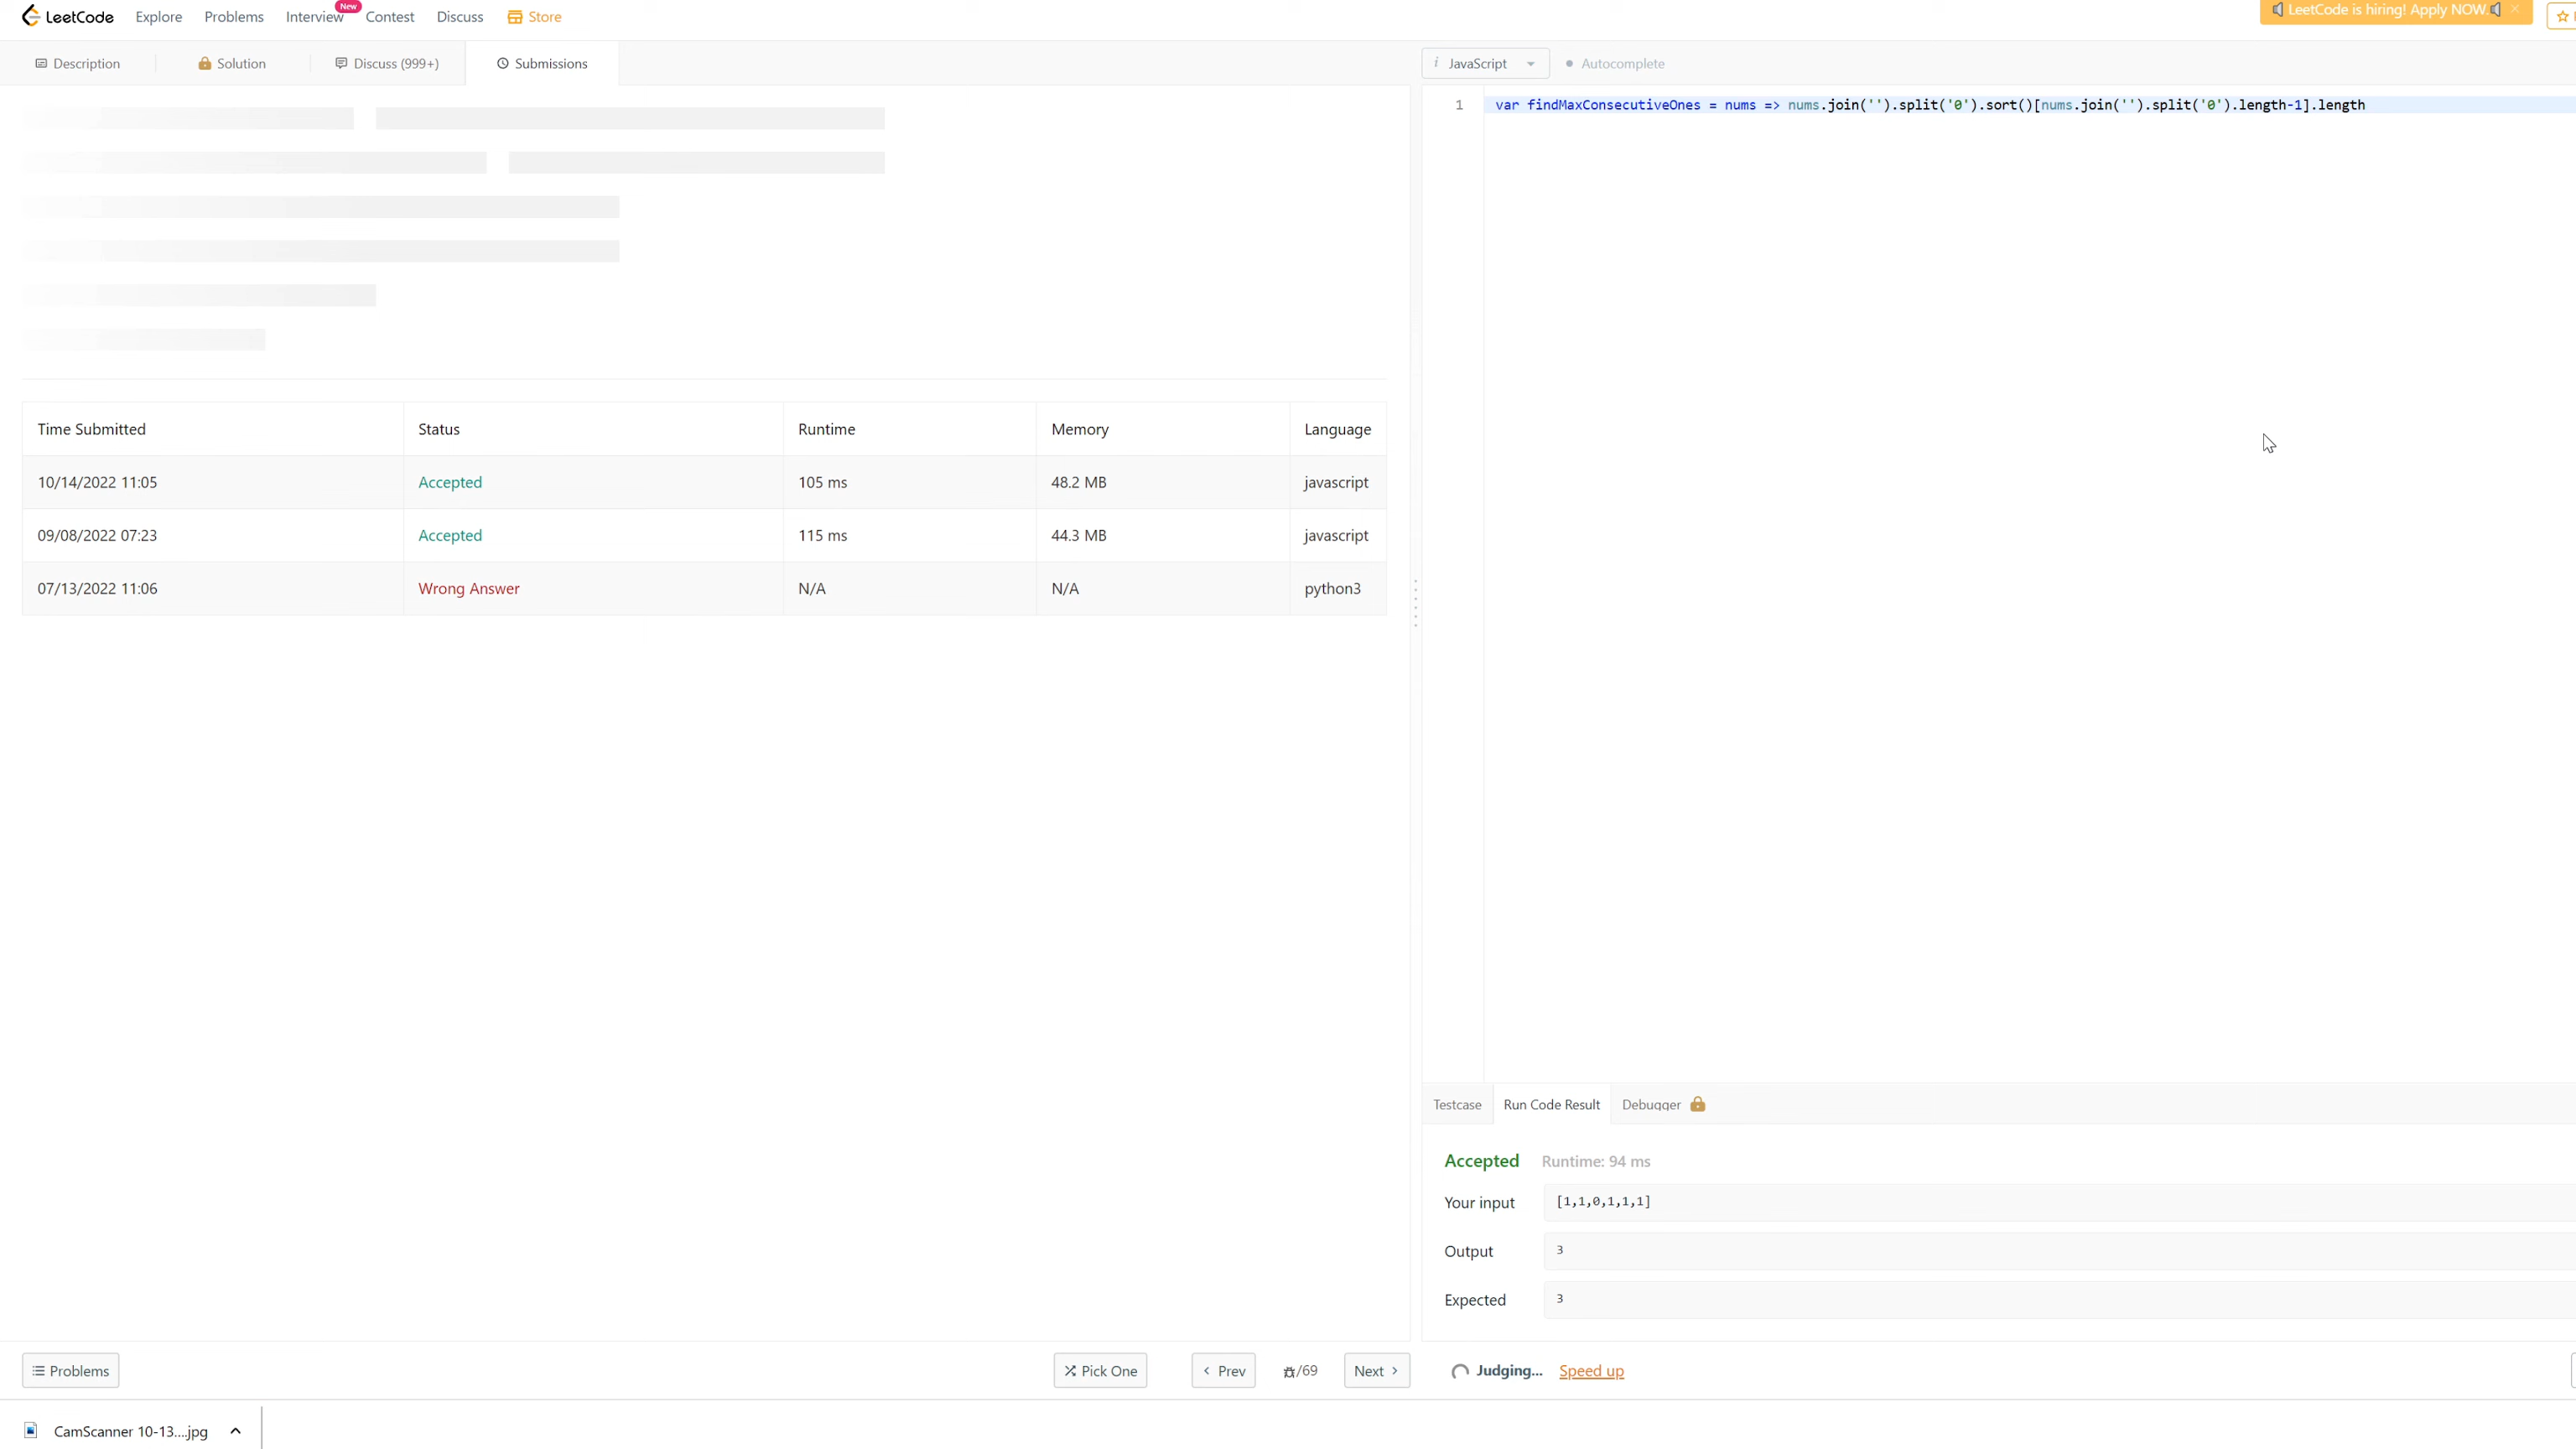 LeetCode Explore Problems Interview New Contest Discuss Store LeetCode is hiring! Apply NOW.
Description Solution Discuss (999+) Submissions
i JavaScript Autocomplete
1 var findMaxConsecutiveOnes = nums => nums.join('').split('0').sort()[nums.join('').split('0').length-1].length
Time Submitted Status Runtime Memory Language
10/14/2022 11:05 Accepted 105 ms 48.2 MB javascript
09/08/2022 07:23 Accepted 115 ms 44.3 MB javascript
07/13/2022 11:06 Wrong Answer N/A N/A python3
Testcase Run Code Result Debugger
Accepted Runtime: 94 ms
Your input [1,1,0,1,1,1]
Output 3
Expected 3
Problems Pick One Prev /69 Next Judging... Speed up
CamScanner 10-13....jpg